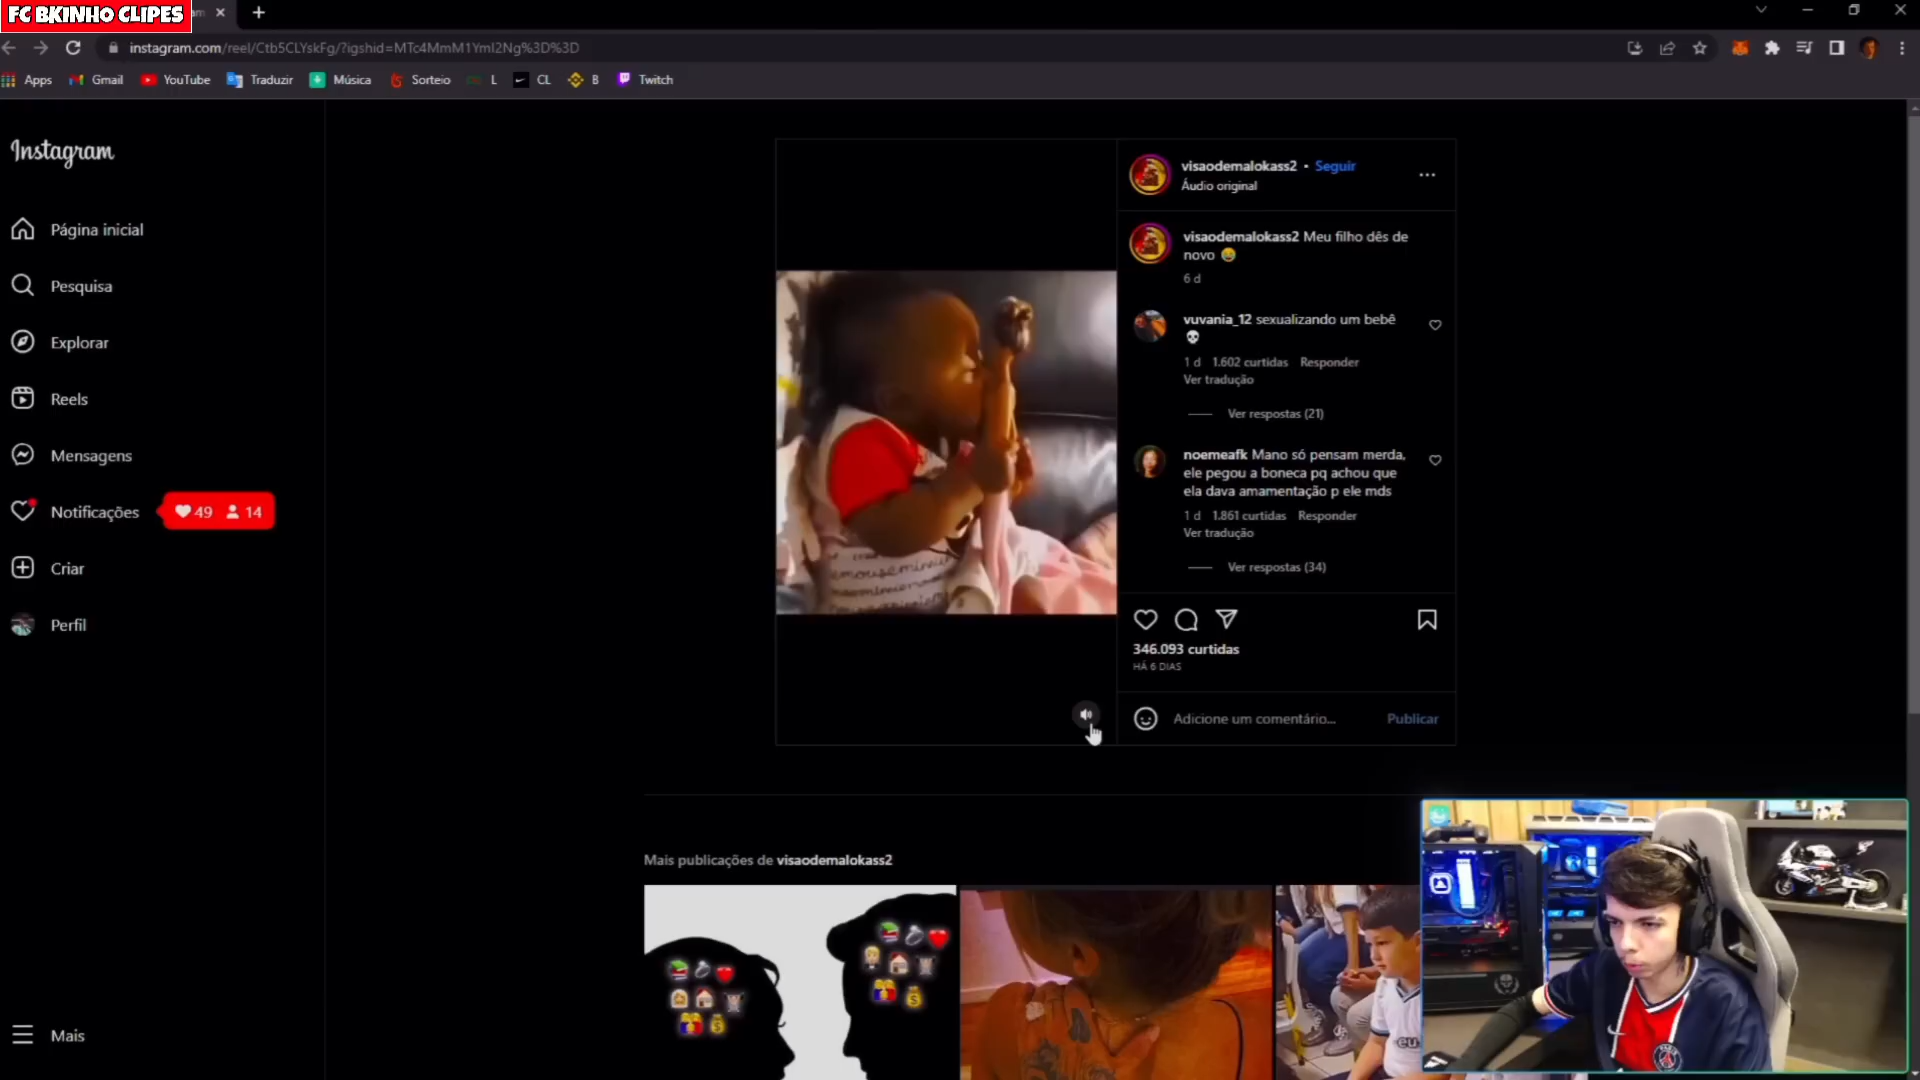 FC BKINHO CLIPES
instagram.com/reel/Ctb5CLYskFg/?igshid=MTc4MmM1YmI2Ng%3D%3D
Apps
Gmail
YouTube
Traduzir
Música
Sorteio
L
CL
B
Twitch
Instagram
Página inicial
Pesquisa
Explorar
Reels
Mensagens
Notificações
49 14
Criar
Perfil
Mais
visaodemalokass2 • Seguir
Áudio original
visaodemalokass2 Meu filho dês de
novo
6 d
vuvania_12 sexualizando um bebê
1 d 1.602 curtidas Responder
Ver tradução
Ver respostas (21)
noemeafk Mano só pensam merda,
ele pegou a boneca pq achou que
ela dava amamentação p ele mds
1 d 1.861 curtidas Responder
Ver tradução
Ver respostas (34)
346.093 curtidas
HÁ 6 DIAS
Adicione um comentário... Publicar
Mais publicações de visaodemalokass2